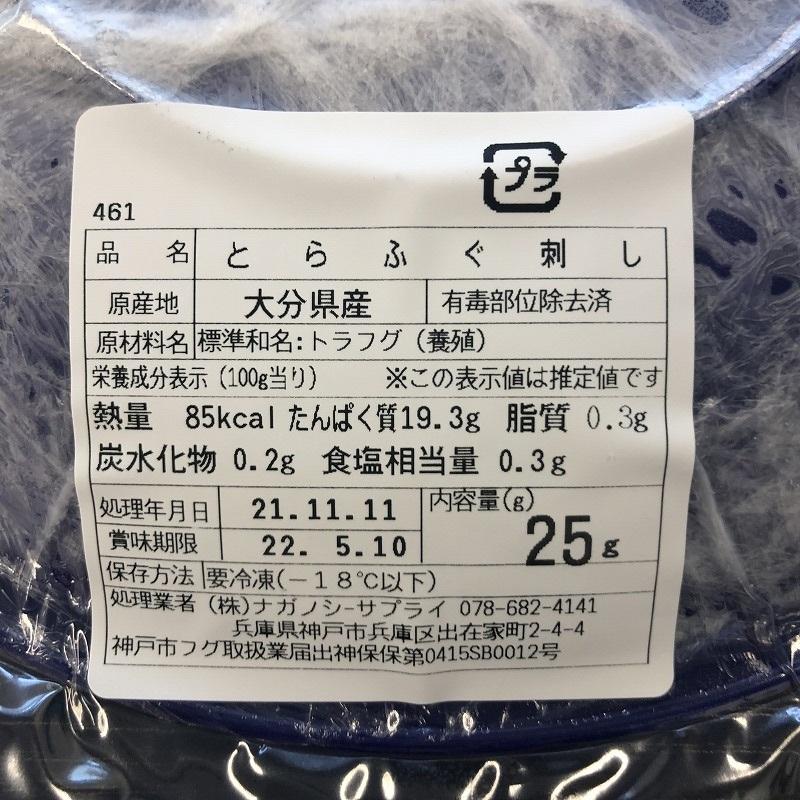 プラ
461
品名 とらふぐ刺し
原産地 大分県産 有毒部位除去済
原材料名 標準和名:トラフグ(養殖)
栄養成分表示(100g当り) ※この表示値は推定値です
熱量 85kcal たんぱく質19.3g 脂質 0.3g
炭水化物 0.2g 食塩相当量 0.3g
処理年月日 21.11.11 内容量(g) 25g
賞味期限 22. 5.10
保存方法 要冷凍(-18℃以下)
処理業者 (株)ナガノシーサプライ 078-682-4141
兵庫県神戸市兵庫区出在家町2-4-4
神戸市フグ取扱業届出神保保第0415SB0012号